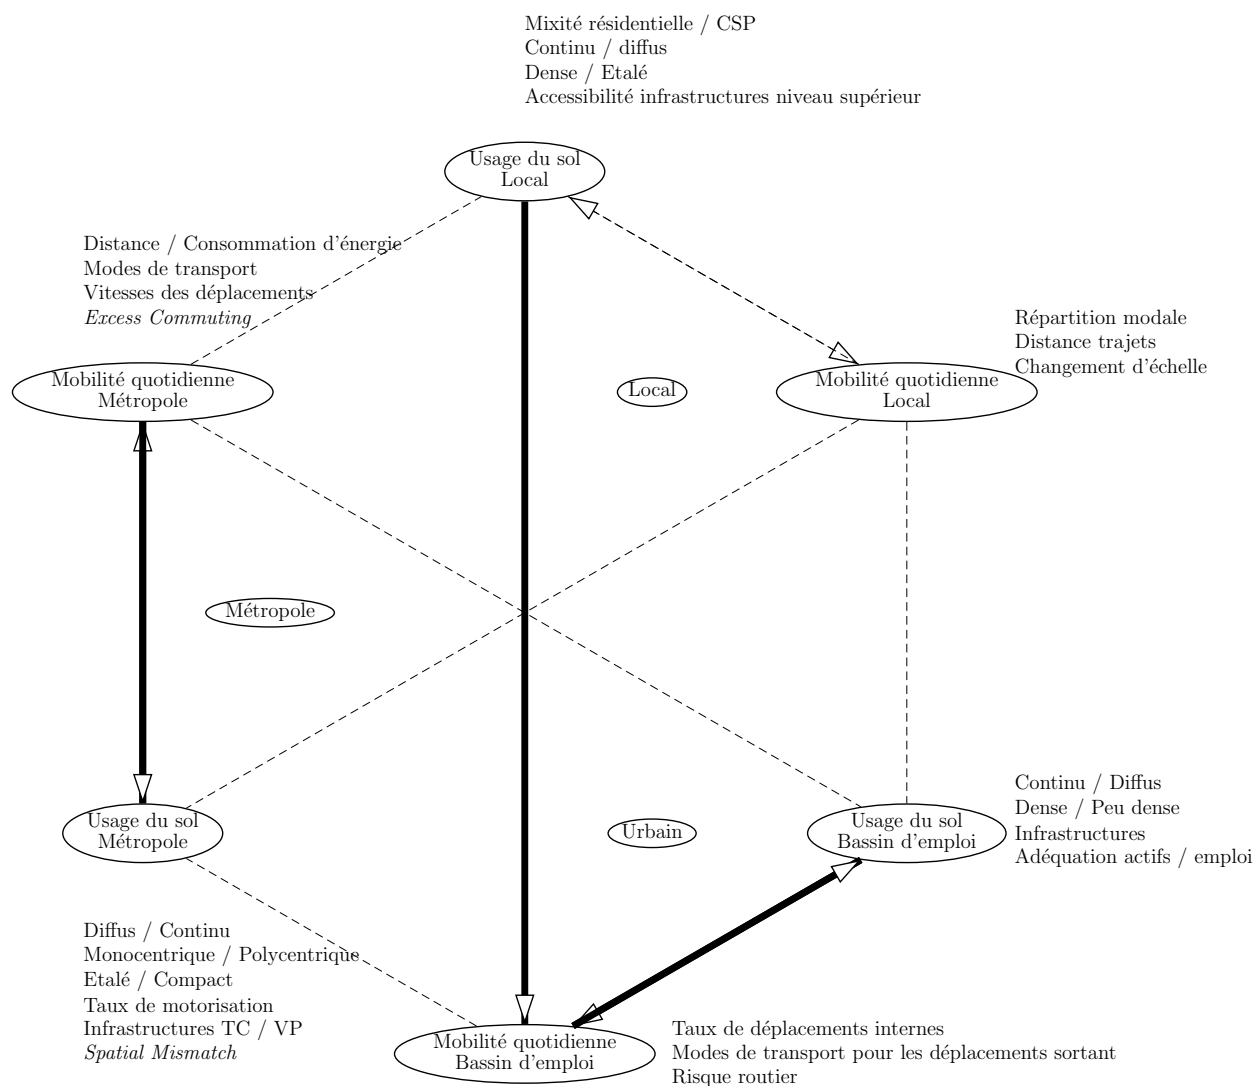 Mixité résidentielle / CSP
Continu / diffus
Dense / Etalé
Accessibilité infrastructures niveau supérieur
Usage du sol
Local
Distance / Consommation d'énergie
Modes de transport
Vitesses des déplacements
Excess Commuting
Répartition modale
Distance trajets
Changement d'échelle
Mobilité quotidienne
Métropole
Local
Mobilité quotidienne
Local
Métropole
Usage du sol
Métropole
Urbain
Usage du sol
Bassin d'emploi
Continu / Diffus
Dense / Peu dense
Infrastructures
Adéquation actifs / emploi
Diffus / Continu
Monocentrique / Polycentrique
Etalé / Compact
Taux de motorisation
Infrastructures TC / VP
Spatial Mismatch
Mobilité quotidienne
Bassin d'emploi
Taux de déplacements internes
Modes de transport pour les déplacements sortant
Risque routier